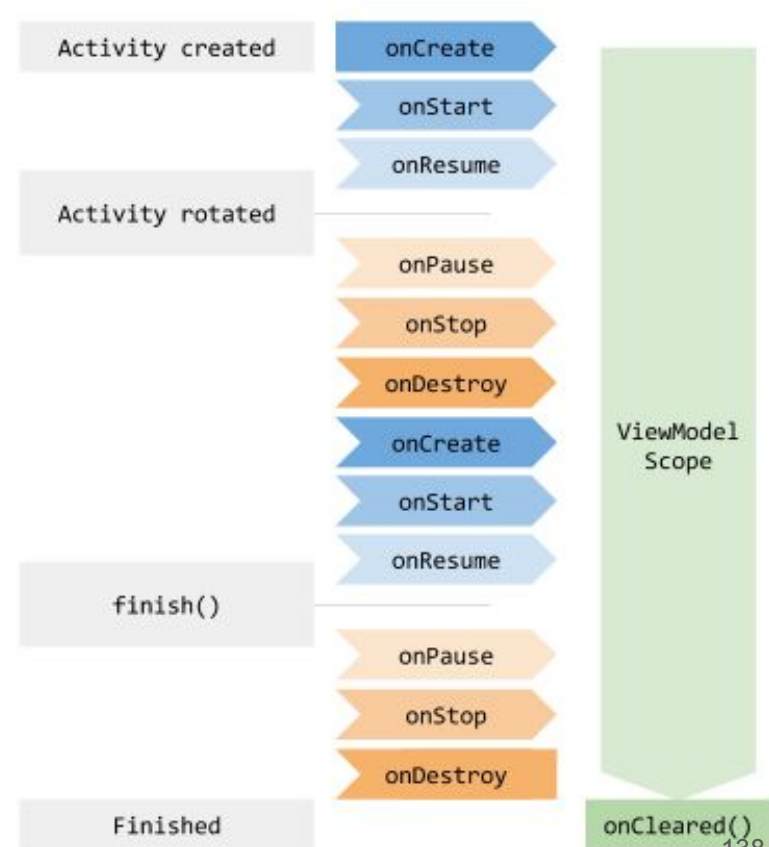 Activity created
onCreate
onStart
onResume
Activity rotated
onPause
onStop
onDestroy
onCreate
onStart
onResume
ViewModel
Scope
finish()
onPause
onStop
onDestroy
Finished
onCleared()